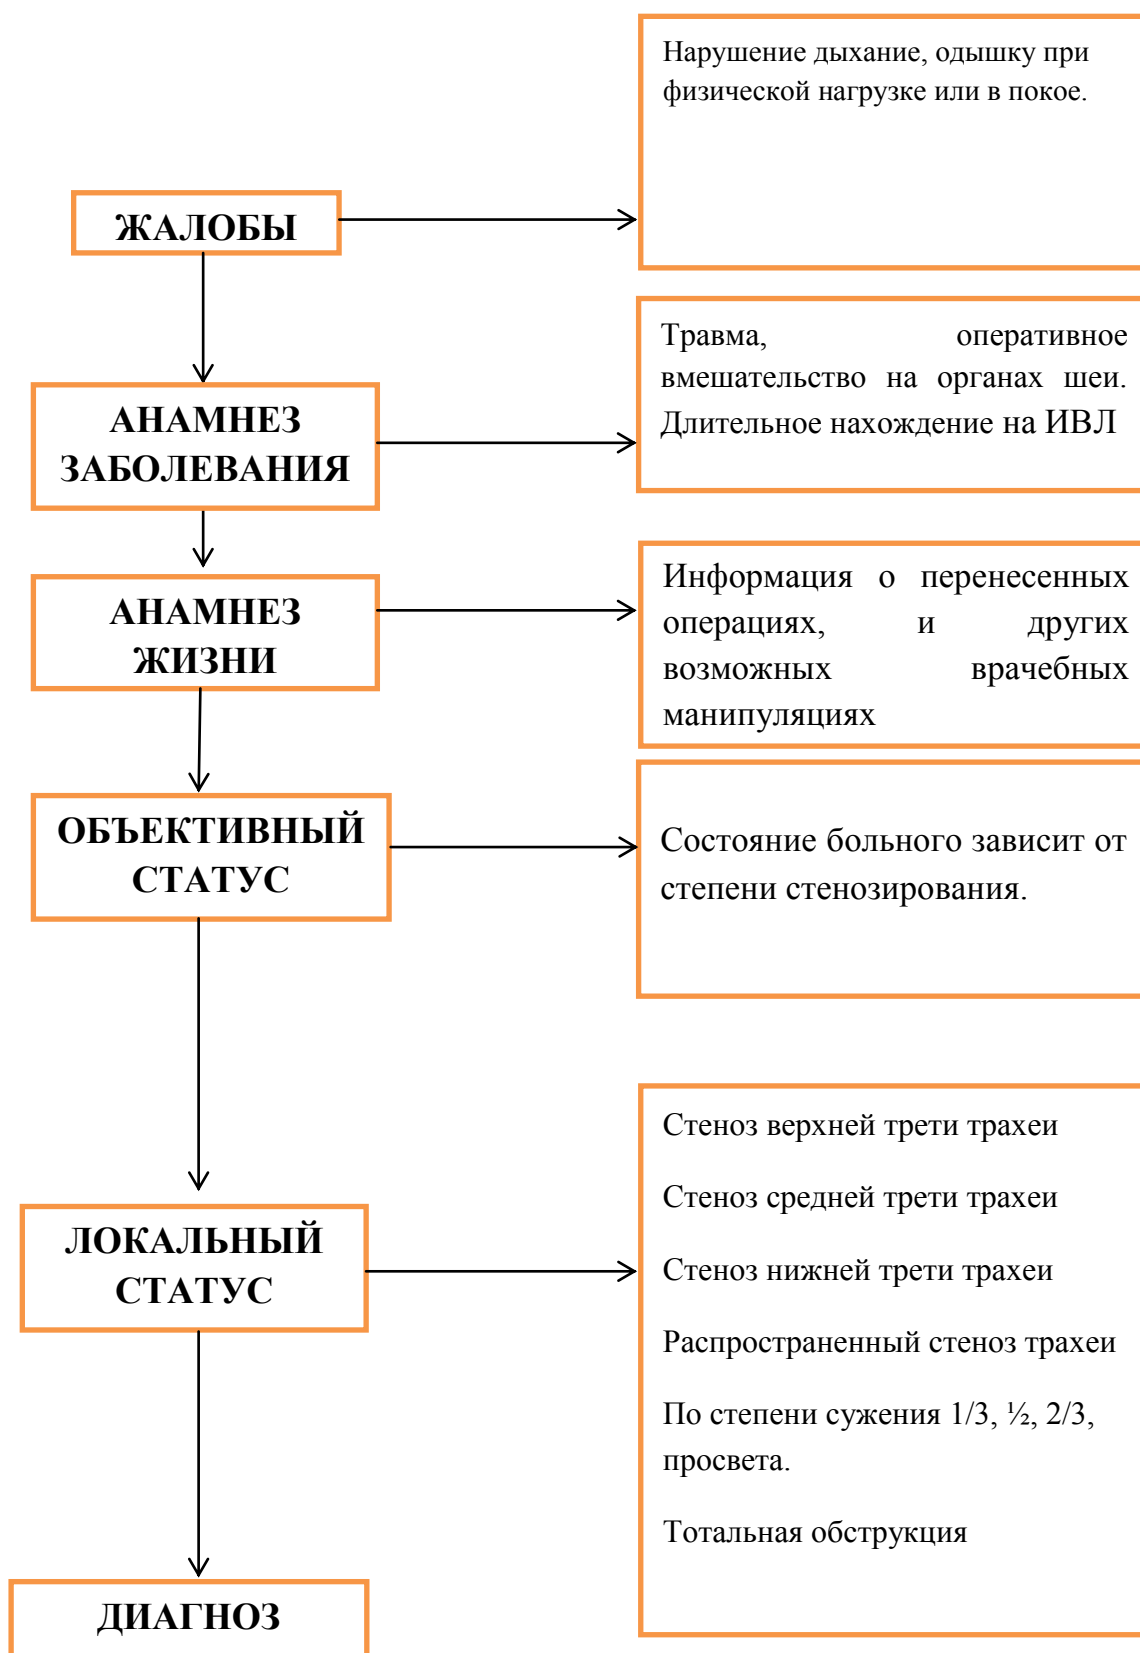 Нарушение дыхание, одышку при
физической нагрузке или в покое.
ЖАЛОБЫ
Травма, оперативное
вмешательство на органах шеи.
Длительное нахождение на ИВЛ
АНАМНЕЗ
ЗАБОЛЕВАНИЯ
Информация о перенесенных
операциях, и других
возможных врачебных
манипуляциях
АНАМНЕЗ
ЖИЗНИ
ОБЪЕКТИВНЫЙ
СТАТУС
Состояние больного зависит от
степени стенозирования.
Стеноз верхней трети трахеи
Стеноз средней трети трахеи
Стеноз нижней трети трахеи
Распространенный стеноз трахеи
По степени сужения 1/3, ½, 2/3,
просвета.
Тотальная обструкция
ЛОКАЛЬНЫЙ
СТАТУС
ДИАГНОЗ